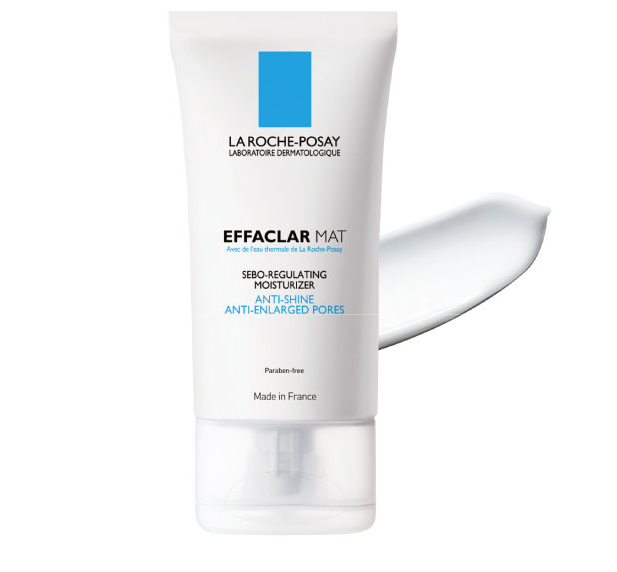 LA ROCHE-POSAY
LABORATOIRE DERMATOLOGIQUE
EFFACLAR MAT
Avec de l'eau thermale de La Roche-Posay
SEBO-REGULATING
MOISTURIZER
ANTI-SHINE
ANTI-ENLARGED PORES
Paraben-free
Made in France